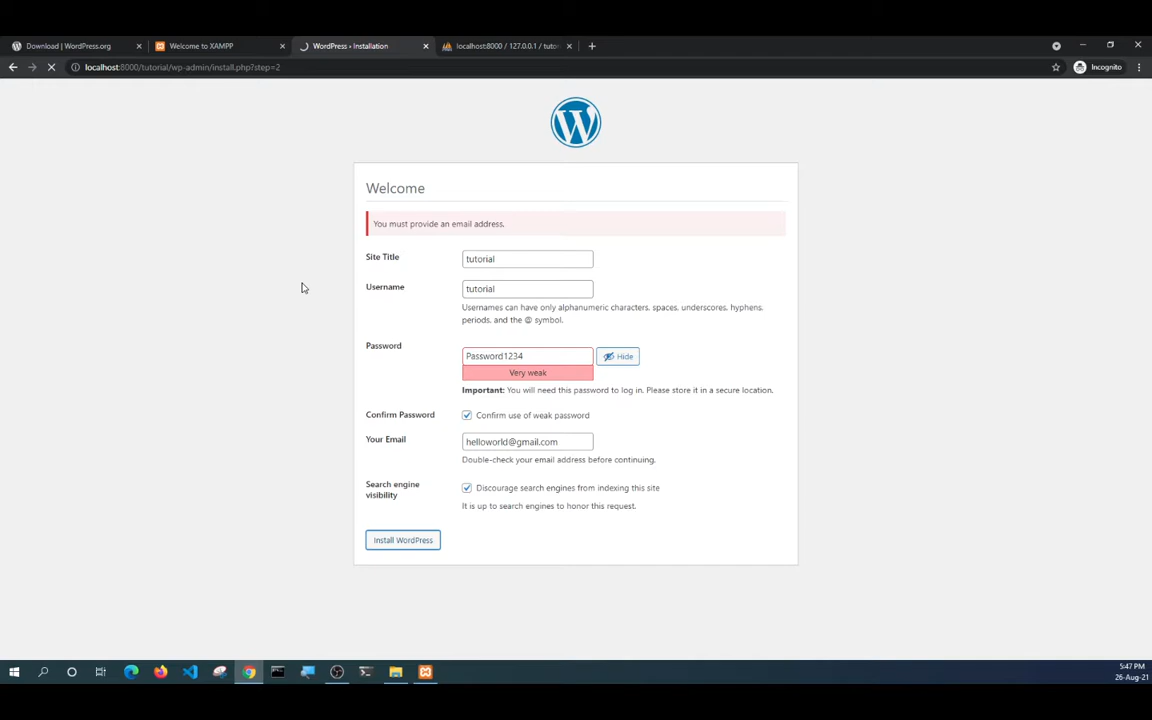 Download | WordPress.org
Welcome to XAMPP
WordPress › Installation
localhost:8000 / 127.0.0.1 / tutor
localhost:8000/tutorial/wp-admin/install.php?step=2
Incognito
Welcome
You must provide an email address.
Site Title
tutorial
Username
tutorial
Usernames can have only alphanumeric characters, spaces, underscores, hyphens,
periods, and the @ symbol.
Password
Password1234
Hide
Very weak
Important: You will need this password to log in. Please store it in a secure location.
Confirm Password
Confirm use of weak password
Your Email
helloworld@gmail.com
Double-check your email address before continuing.
Search engine
visibility
Discourage search engines from indexing this site
It is up to search engines to honor this request.
Install WordPress
5:47 PM
26-Aug-21